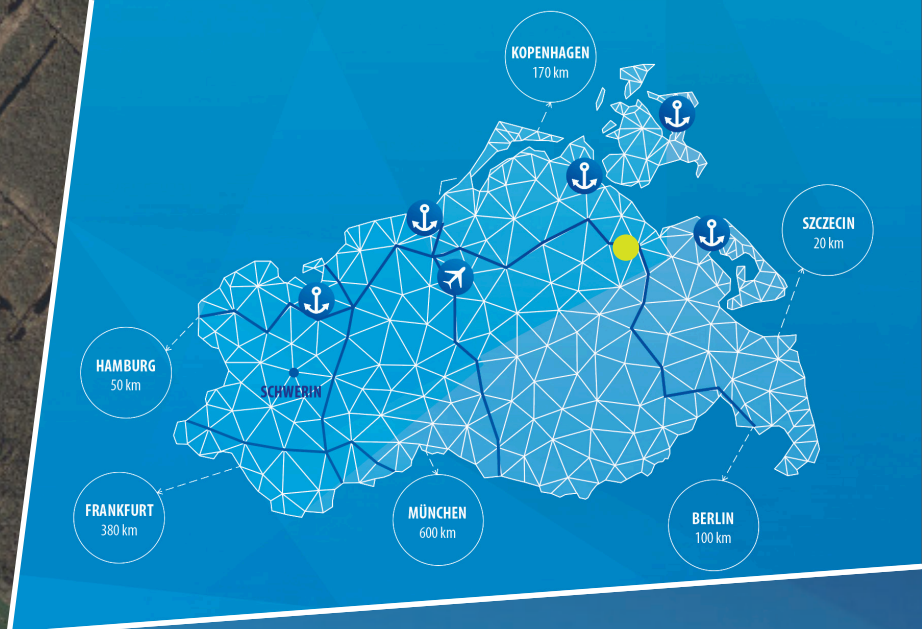 KOPENHAGEN
170 km
SZCZECIN
20 km
HAMBURG
50 km
SCHWERIN
FRANKFURT
380 km
MÜNCHEN
600 km
BERLIN
100 km